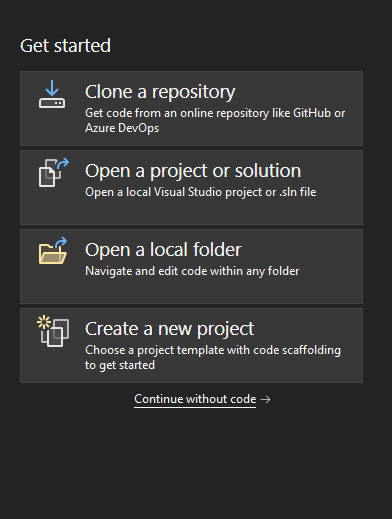 Get started
Clone a repository
Get code from an online repository like GitHub or
Azure DevOps
Open a project or solution
Open a local Visual Studio project or .sln file
Open a local folder
Navigate and edit code within any folder
Create a new project
Choose a project template with code scaffolding
to get started
Continue without code →